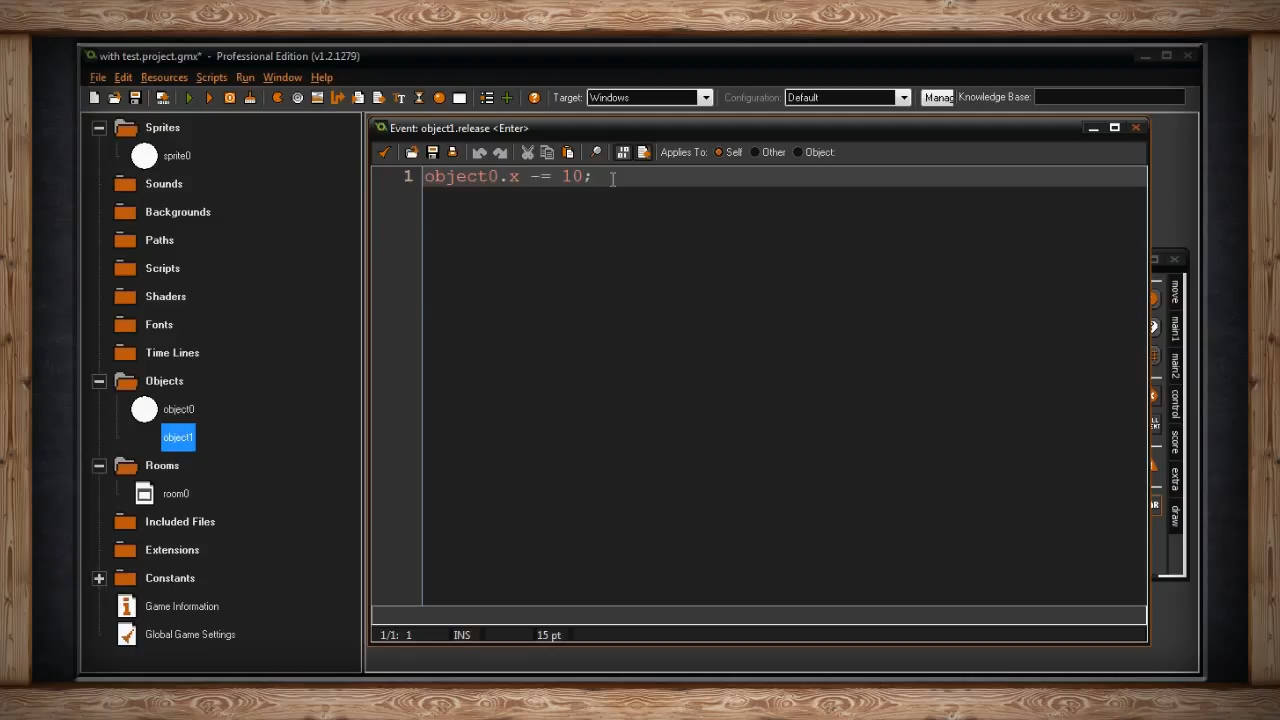 with test.project.gmx* - Professional Edition (v1.2.1279)
File Edit Resources Scripts Run Window Help
Target: Windows Configuration: Default Manag Knowledge Base:
Sprites
sprite0
Sounds
Backgrounds
Paths
Scripts
Shaders
Fonts
Time Lines
Objects
object0
object1
Rooms
room0
Included Files
Extensions
Constants
Game Information
Global Game Settings
Event: object1.release <Enter>
Applies To: Self Other Object:
1 object0.x -= 10;
1/1: 1 INS 15 pt
move
main1
main2
control
score
extra
draw